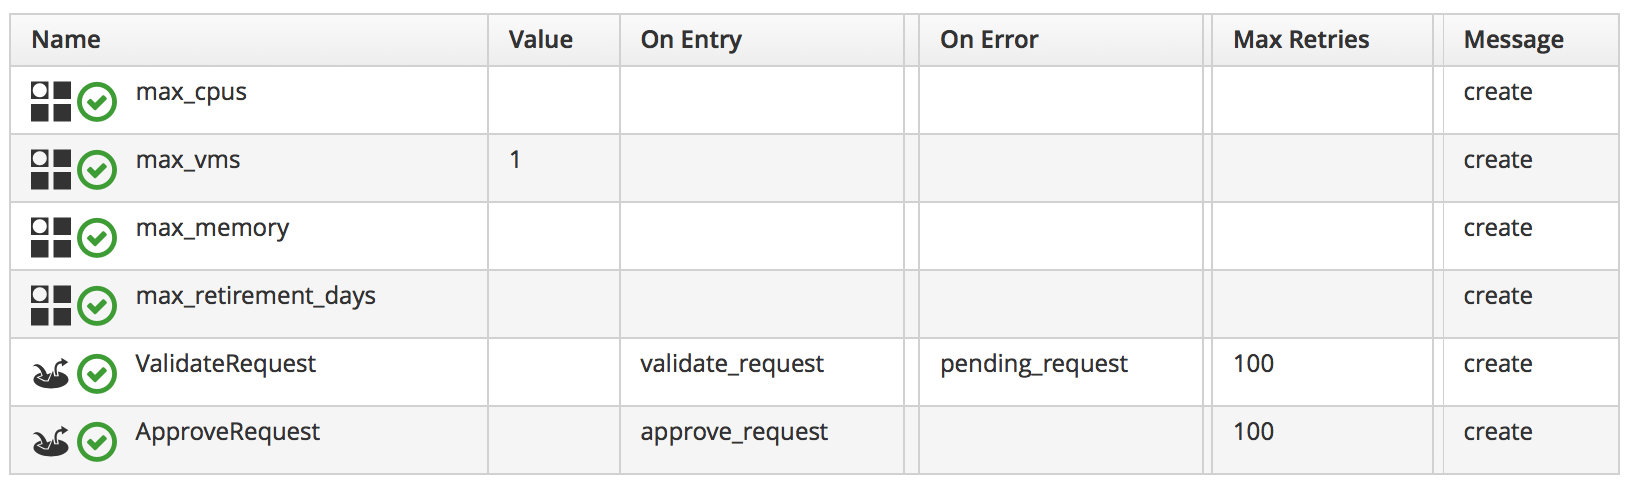 Name Value On Entry On Error Max Retries Message
max_cpus create
max_vms 1 create
max_memory create
max_retirement_days create
ValidateRequest validate_request pending_request 100 create
ApproveRequest approve_request 100 create